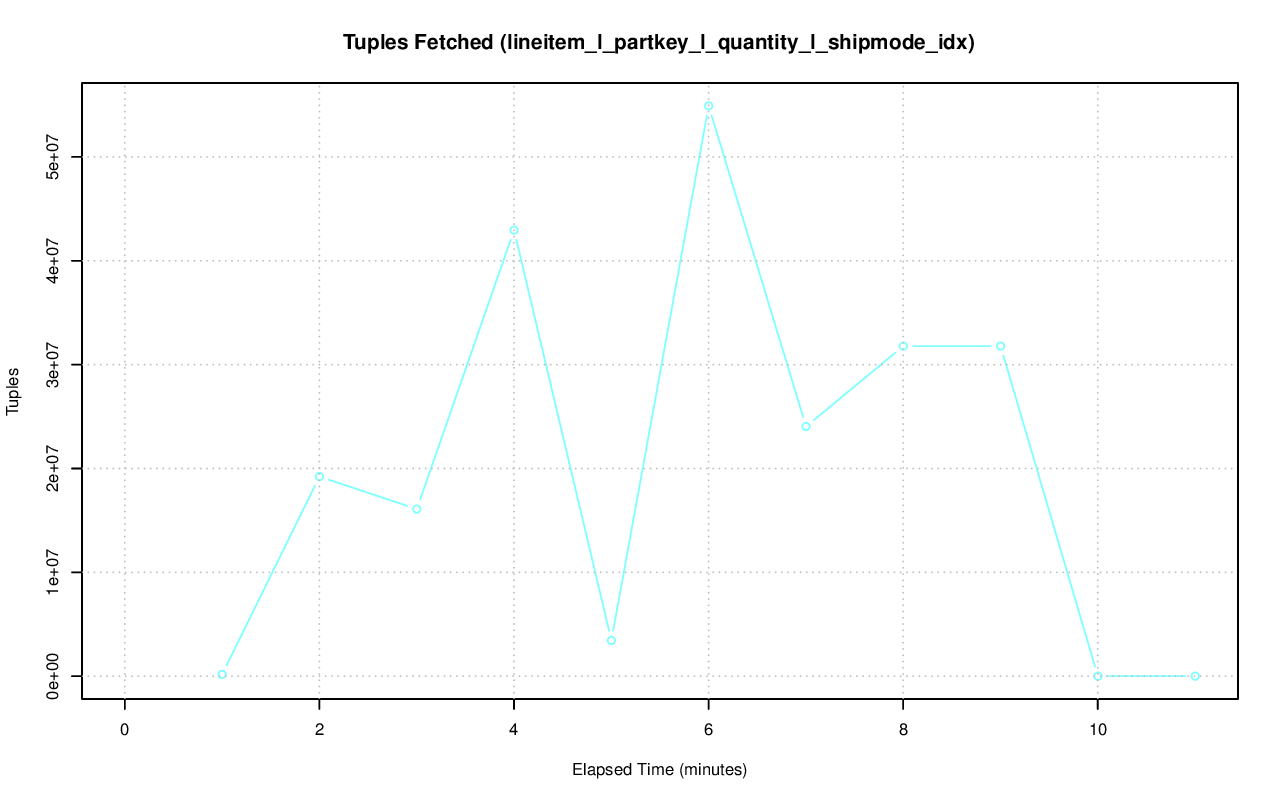 Tuples Fetched (lineitem_l_partkey_l_quantity_l_shipmode_idx)
Tuples
5e+07
4e+07
3e+07
2e+07
1e+07
0e+00
0 2 4 6 8 10
Elapsed Time (minutes)